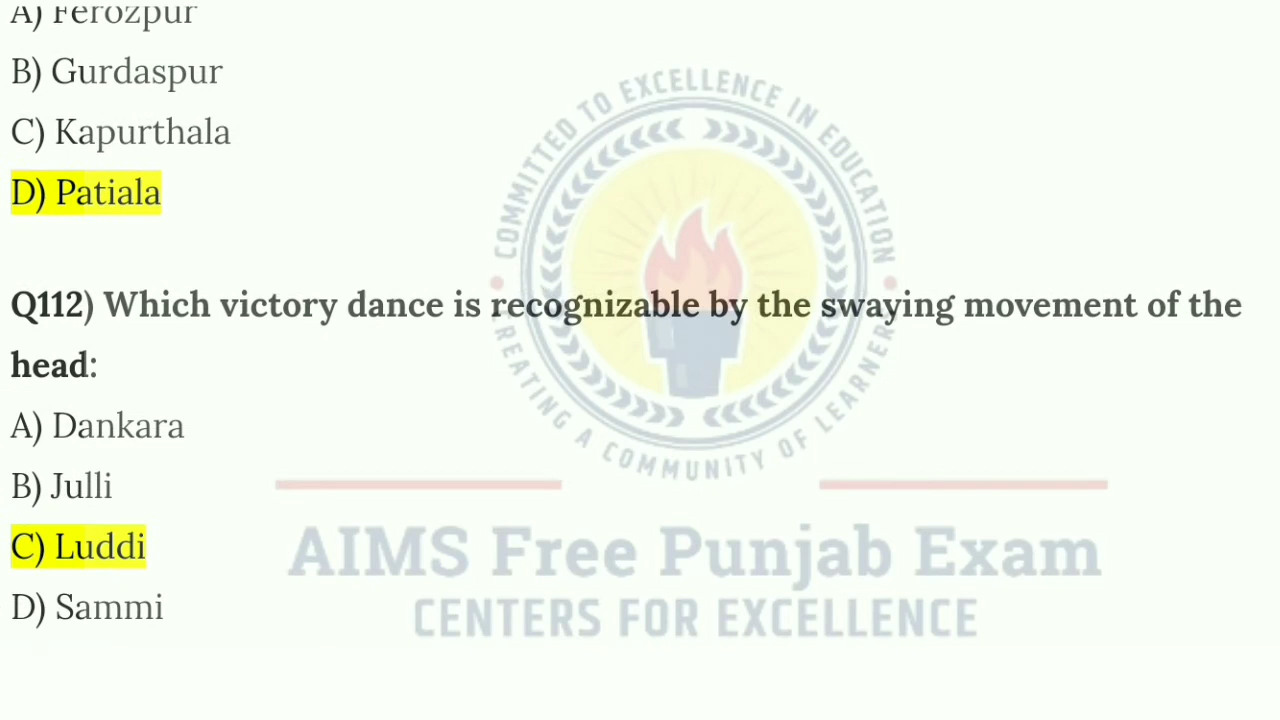 A) Ferozpur
B) Gurdaspur
C) Kapurthala
D) Patiala
Q112) Which victory dance is recognizable by the swaying movement of the
head:
A) Dankara
B) Julli
C) Luddi
D) Sammi
COMMITTED TO EXCELLENCE IN EDUCATION
CREATING A COMMUNITY OF LEARNERS
AIMS Free Punjab Exam
CENTERS FOR EXCELLENCE